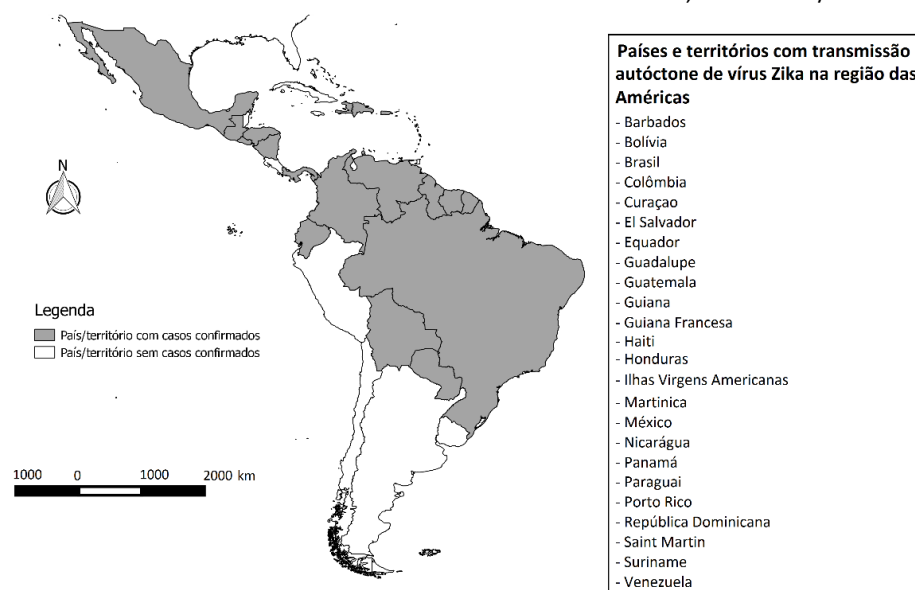 Países e territórios com transmissão
autóctone de vírus Zika na região das
Américas
- Barbados
- Bolívia
- Brasil
- Colômbia
- Curaçao
- El Salvador
- Equador
- Guadalupe
- Guatemala
- Guiana
- Guiana Francesa
- Haiti
- Honduras
- Ilhas Virgens Americanas
- Martinica
- México
- Nicarágua
- Panamá
- Paraguai
- Porto Rico
- República Dominicana
- Saint Martin
- Suriname
- Venezuela
N
Legenda
País/território com casos confirmados
País/território sem casos confirmados
1000 0 1000 2000 km